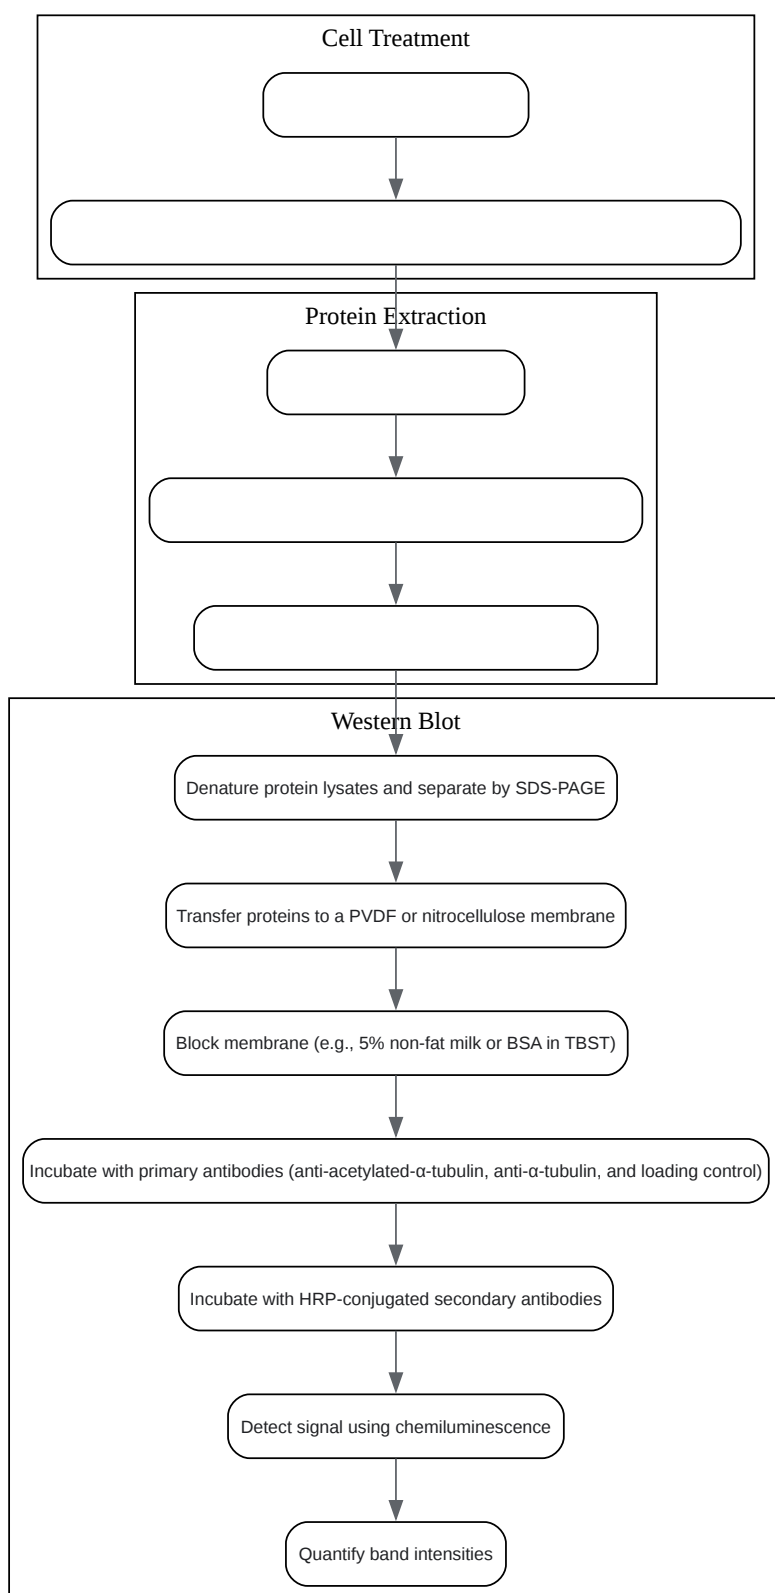 Cell Treatment
Protein Extraction
Western Blot
Denature protein lysates and separate by SDS-PAGE
Transfer proteins to a PVDF or nitrocellulose membrane
Block membrane (e.g., 5% non-fat milk or BSA in TBST)
Incubate with primary antibodies (anti-acetylated-α-tubulin, anti-α-tubulin, and loading control)
Incubate with HRP-conjugated secondary antibodies
Detect signal using chemiluminescence
Quantify band intensities